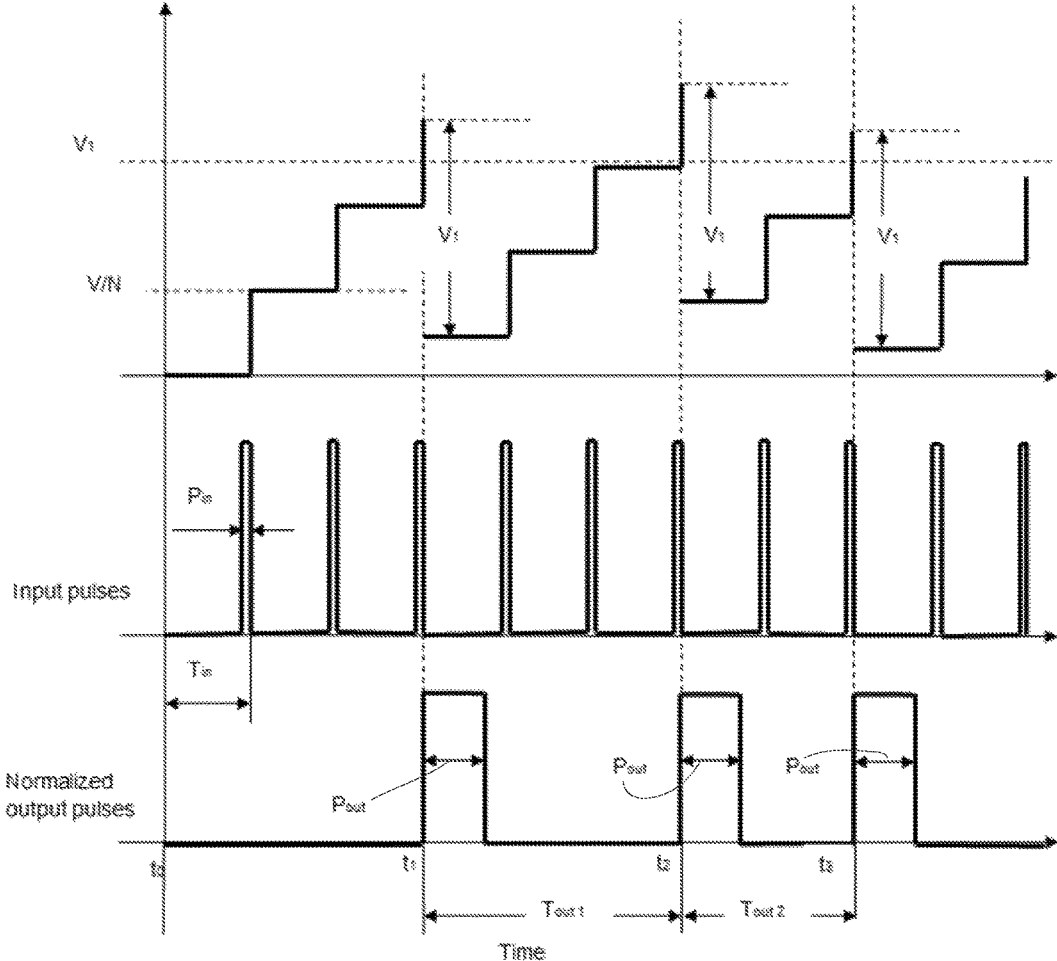 V₁
V/N
V₁
V₁
V₁
Pᵢₙ
Input pulses
Tᵢₙ
Normalized
output pulses
Pout
Pout
Pout
t₀
t₁
t₂
t₃
Tout 1
Tout 2
Time